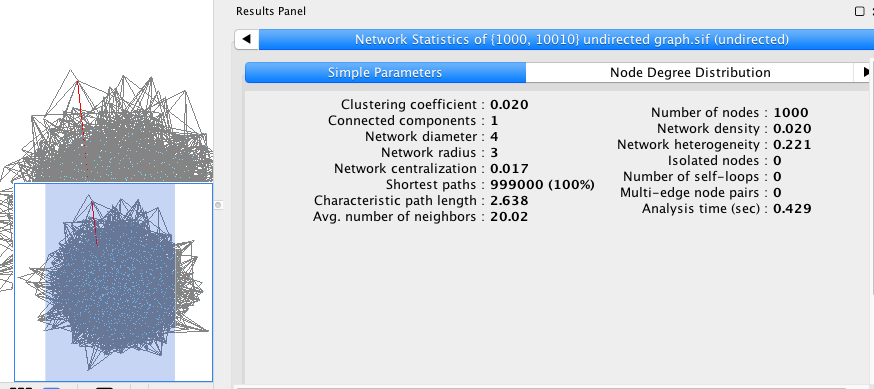 Results Panel
Network Statistics of {1000, 10010} undirected graph.sif (undirected)
Simple Parameters
Node Degree Distribution
Clustering coefficient : 0.020
Connected components : 1
Network diameter : 4
Network radius : 3
Network centralization : 0.017
Shortest paths : 999000 (100%)
Characteristic path length : 2.638
Avg. number of neighbors : 20.02
Number of nodes : 1000
Network density : 0.020
Network heterogeneity : 0.221
Isolated nodes : 0
Number of self-loops : 0
Multi-edge node pairs : 0
Analysis time (sec) : 0.429